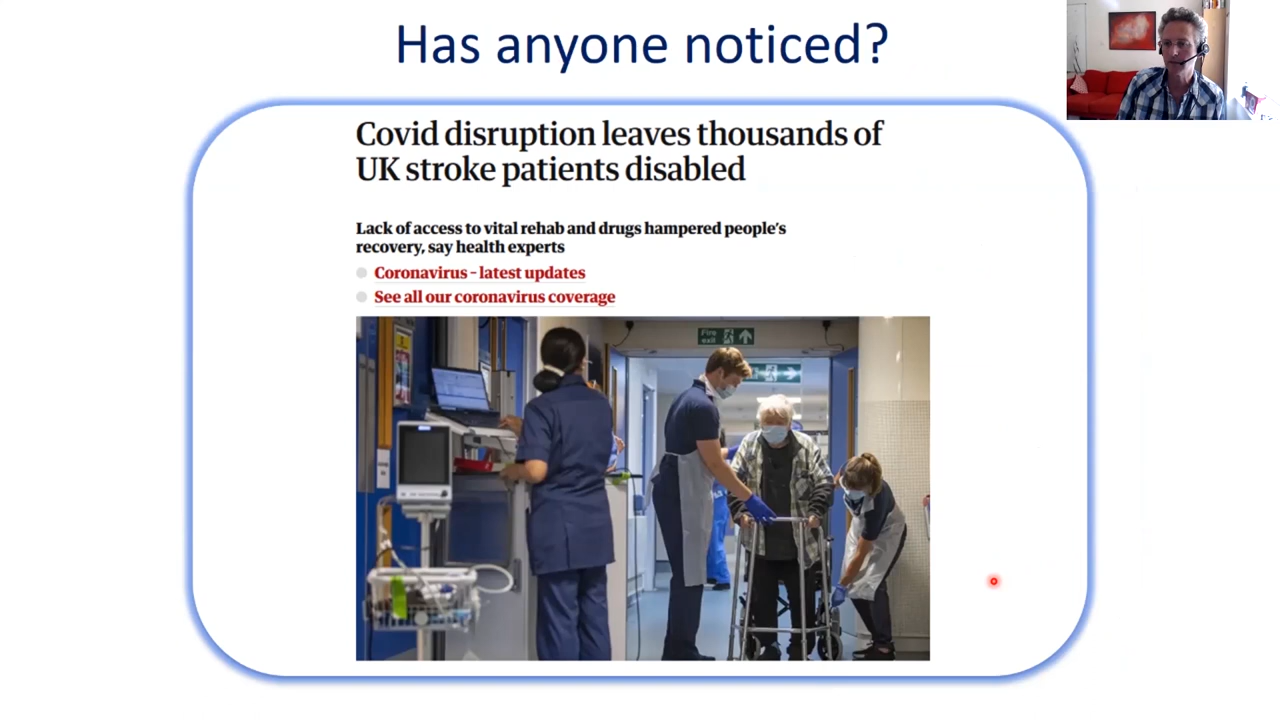 Has anyone noticed?
Covid disruption leaves thousands of
UK stroke patients disabled
Lack of access to vital rehab and drugs hampered people's
recovery, say health experts
Coronavirus – latest updates
See all our coronavirus coverage
Fire
exit